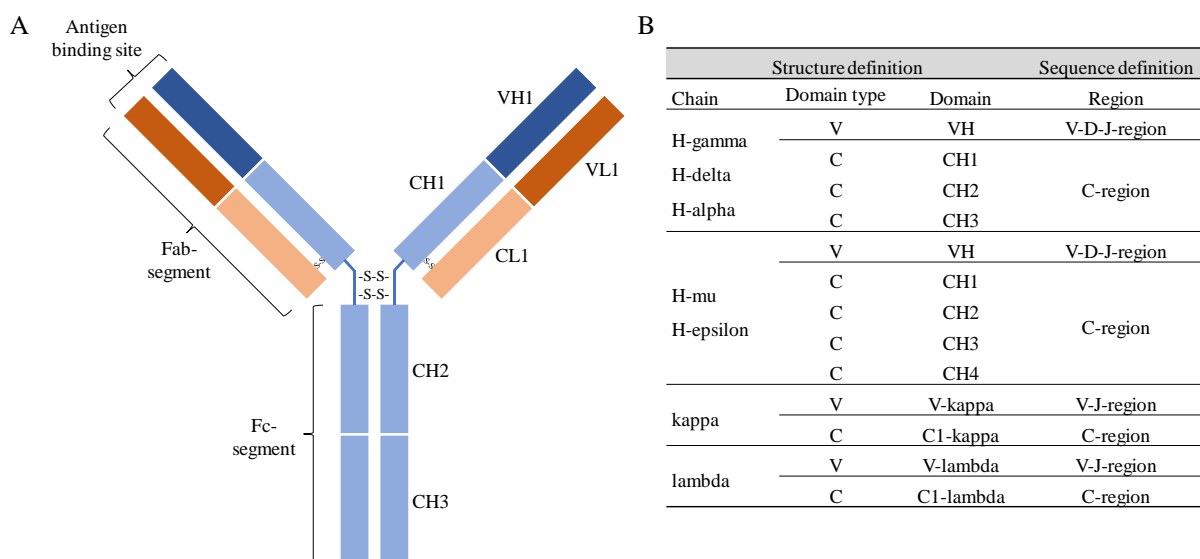 A
Antigen
binding site
VH1
CH1
VL1
Fab-
segment
S-S-
S-S-
CL1
-S-S-
-S-S-
CH2
Fc-
segment
CH3
B
Structure definition Sequence definition
Chain Domain type Domain Region
H-gamma
H-delta
H-alpha
V VH V-D-J-region
C CH1
C CH2 C-region
C CH3
H-mu
H-epsilon
V VH V-D-J-region
C CH1
C CH2
C-region
C CH3
C CH4
kappa
V V-kappa V-J-region
C C1-kappa C-region
lambda
V V-lambda V-J-region
C C1-lambda C-region